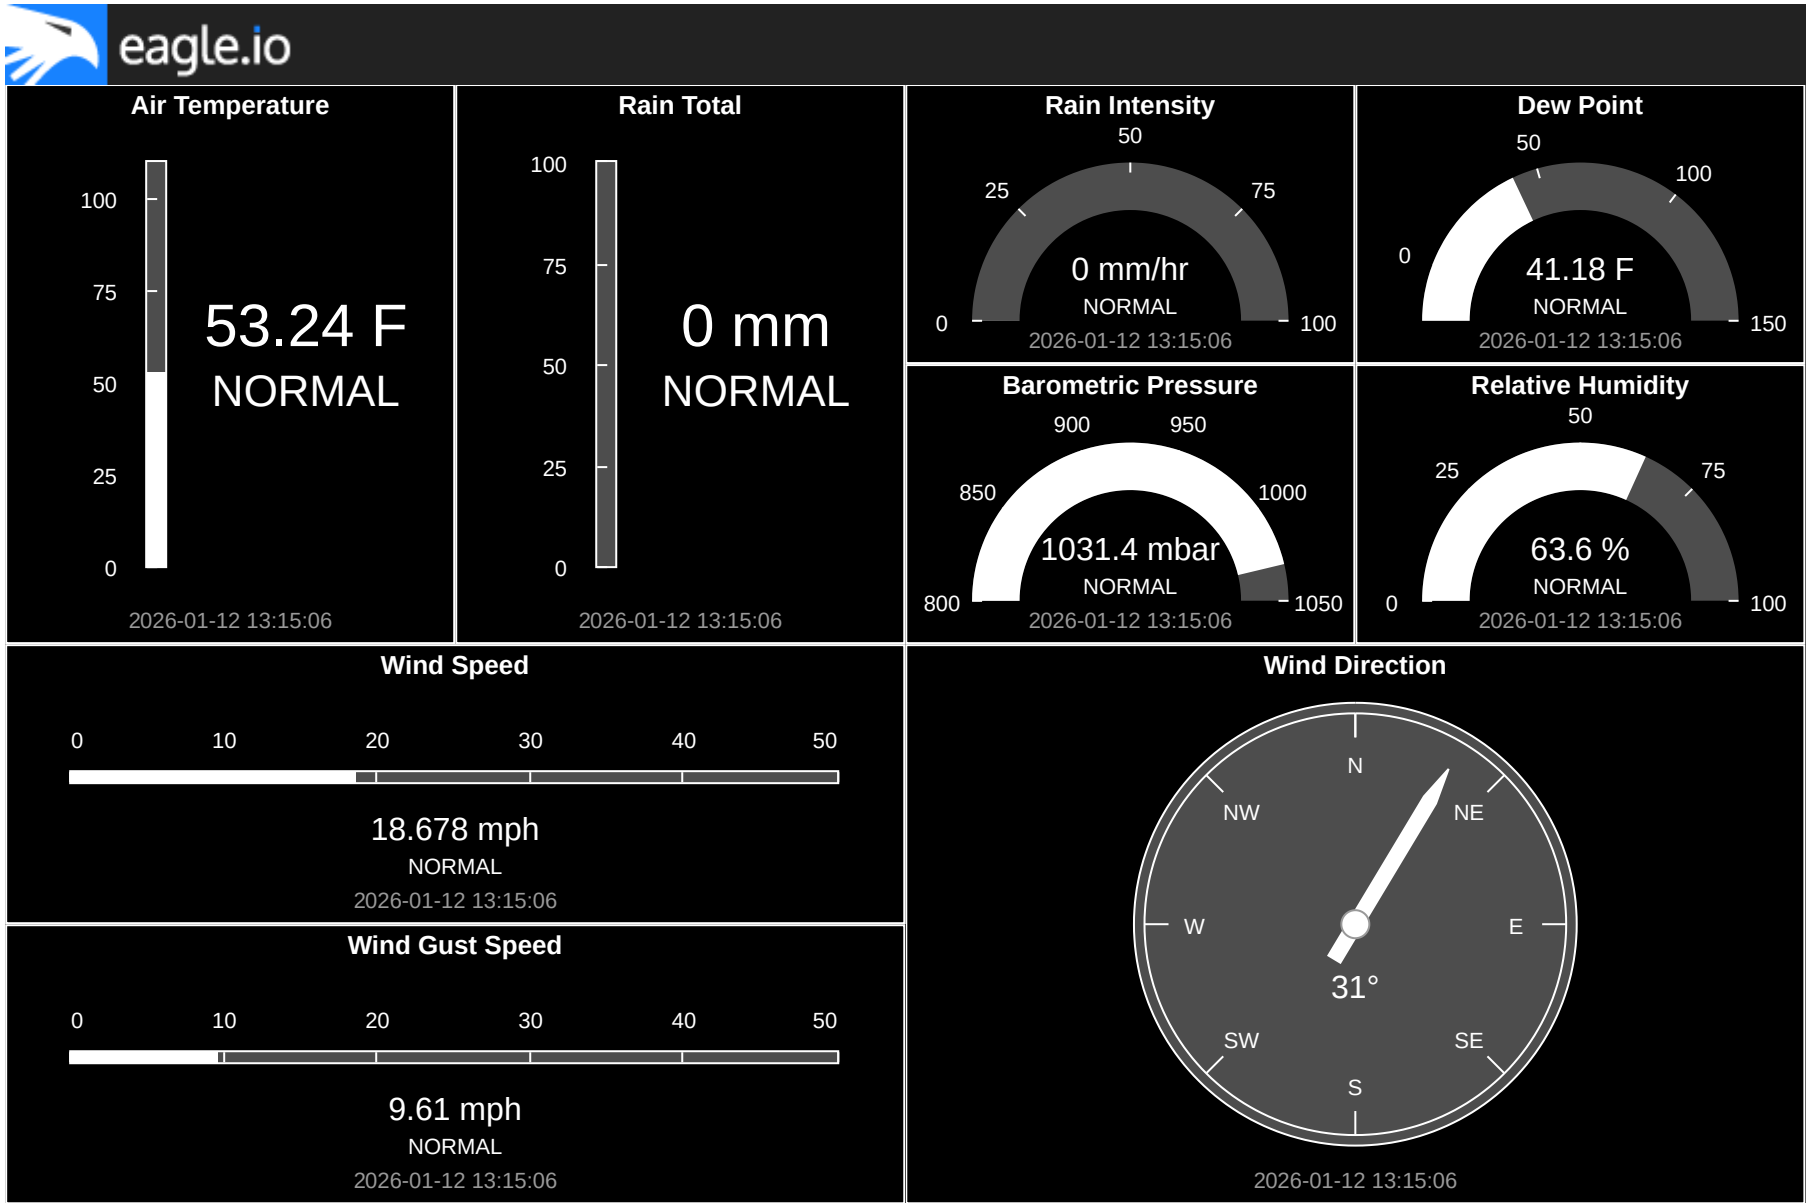 eagle.io
Air Temperature
100
75
50
25
0
53.24 F
NORMAL
2026-01-12 13:15:06
Rain Total
100
75
50
25
0
0 mm
NORMAL
2026-01-12 13:15:06
Rain Intensity
50
25
75
0
100
0 mm/hr
NORMAL
2026-01-12 13:15:06
Dew Point
50
100
0
150
41.18 F
NORMAL
2026-01-12 13:15:06
Barometric Pressure
900
950
850
1000
800
1050
1031.4 mbar
NORMAL
2026-01-12 13:15:06
Relative Humidity
50
25
75
0
100
63.6 %
NORMAL
2026-01-12 13:15:06
Wind Speed
0 10 20 30 40 50
18.678 mph
NORMAL
2026-01-12 13:15:06
Wind Gust Speed
0 10 20 30 40 50
9.61 mph
NORMAL
2026-01-12 13:15:06
Wind Direction
N
NW
NE
W
E
31°
SW
SE
S
2026-01-12 13:15:06